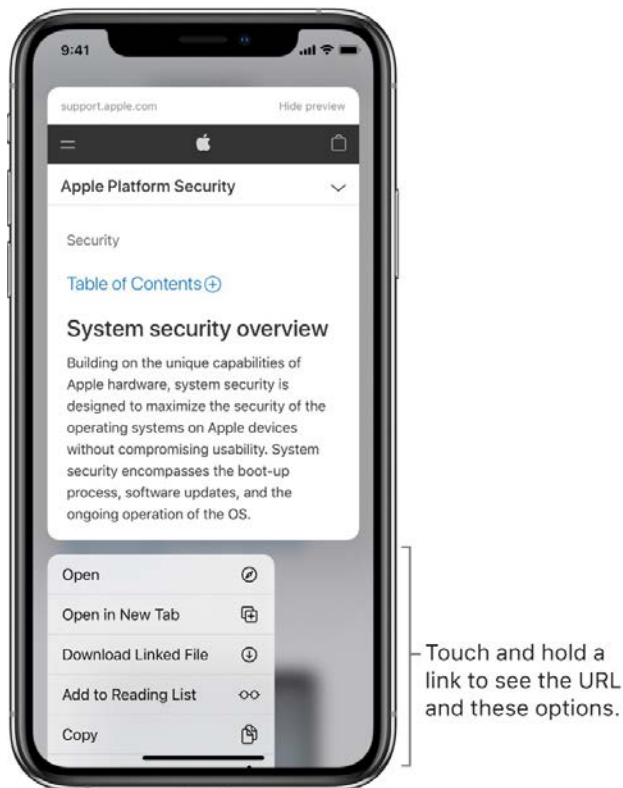 9:41
support.apple.com Hide preview
Apple Platform Security
Security
Table of Contents
System security overview
Building on the unique capabilities of
Apple hardware, system security is
designed to maximize the security of the
operating systems on Apple devices
without compromising usability. System
security encompasses the boot-up
process, software updates, and the
ongoing operation of the OS.
Open
Open in New Tab
Download Linked File
Add to Reading List
Copy
Touch and hold a
link to see the URL
and these options.